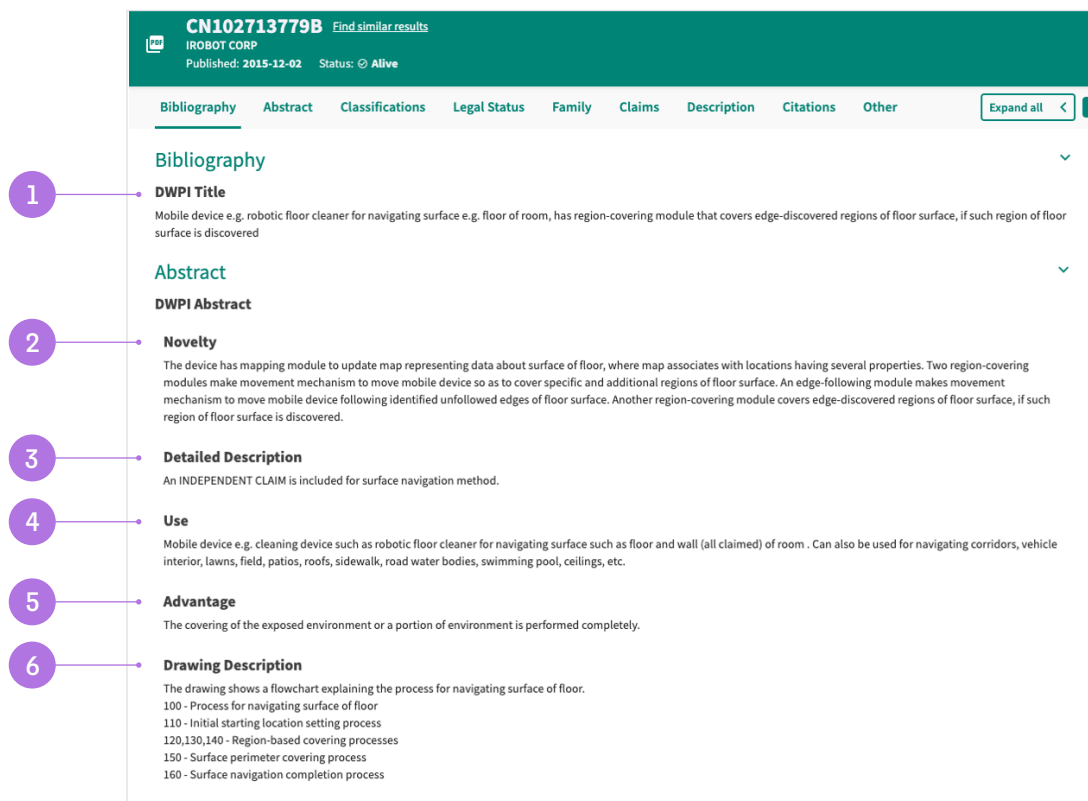 CN102713779B Find similar results
PDF
IROBOT CORP
Published: 2015-12-02 Status: Alive
Bibliography Abstract Classifications Legal Status Family Claims Description Citations Other Expand all
Bibliography
1
DWPI Title
Mobile device e.g. robotic floor cleaner for navigating surface e.g. floor of room, has region-covering module that covers edge-discovered regions of floor surface, if such region of floor
surface is discovered
Abstract
DWPI Abstract
2
Novelty
The device has mapping module to update map representing data about surface of floor, where map associates with locations having several properties. Two region-covering
modules make movement mechanism to move mobile device so as to cover specific and additional regions of floor surface. An edge-following module makes movement
mechanism to move mobile device following identified unfollowed edges of floor surface. Another region-covering module covers edge-discovered regions of floor surface, if such
region of floor surface is discovered.
3
Detailed Description
An INDEPENDENT CLAIM is included for surface navigation method.
4
Use
Mobile device e.g. cleaning device such as robotic floor cleaner for navigating surface such as floor and wall (all claimed) of room . Can also be used for navigating corridors, vehicle
interior, lawns, field, patios, roofs, sidewalk, road water bodies, swimming pool, ceilings, etc.
5
Advantage
The covering of the exposed environment or a portion of environment is performed completely.
6
Drawing Description
The drawing shows a flowchart explaining the process for navigating surface of floor.
100 - Process for navigating surface of floor
110 - Initial starting location setting process
120,130,140 - Region-based covering processes
150 - Surface perimeter covering process
160 - Surface navigation completion process